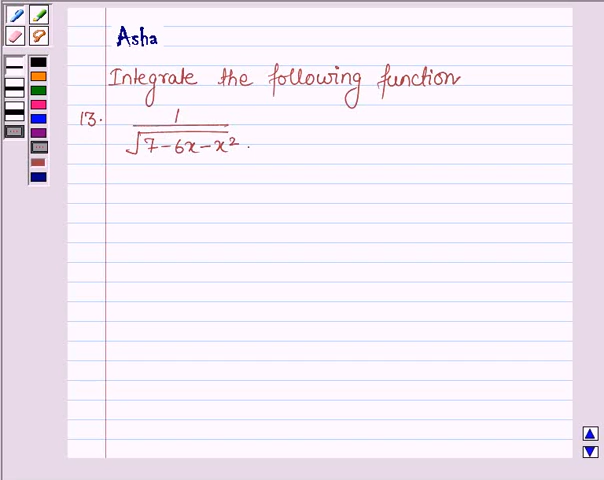 Asha
Integrate the following function
13. 1/√(7-6x-x²).